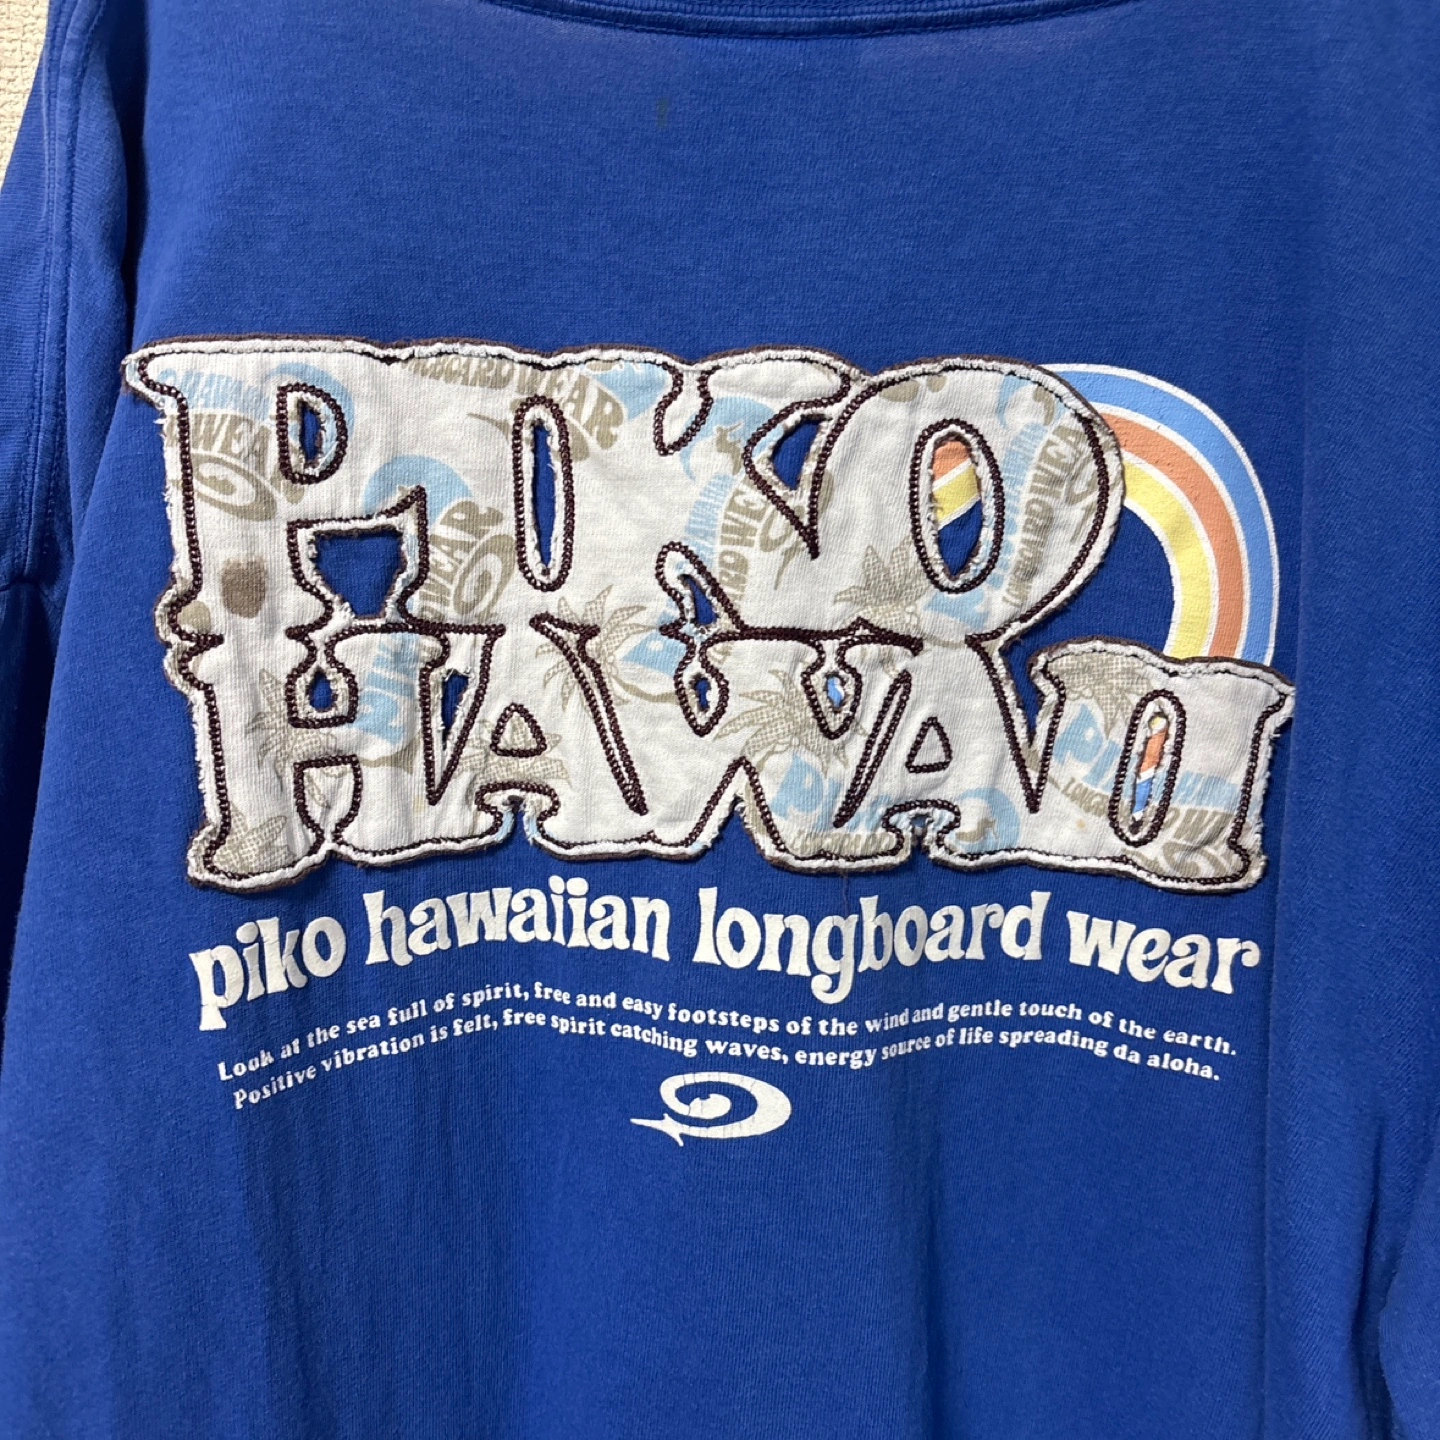 PIKO
HAWAII
piko hawaiian longboard wear
Look at the sea full of spirit, free and easy footsteps of the wind and gentle touch of the earth.
Positive vibration is felt, free spirit catching waves, energy source of life spreading da aloha.